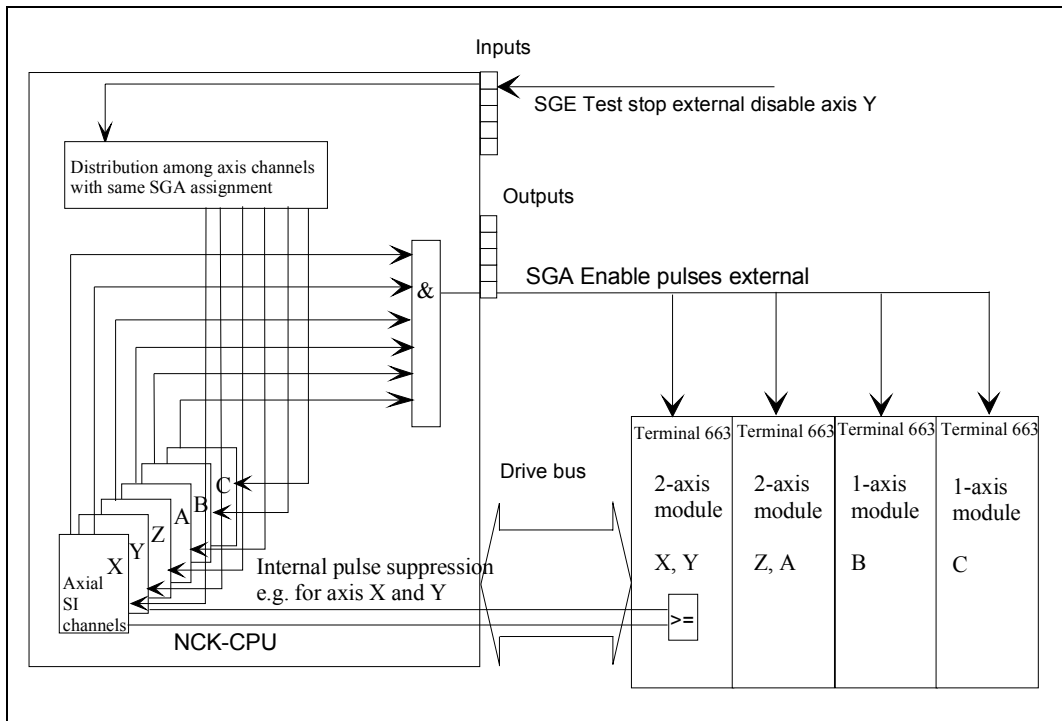 Inputs
SGE Test stop external disable axis Y
Distribution among axis channels
with same SGA assignment
Outputs
&
SGA Enable pulses external
Terminal 663
Terminal 663
Terminal 663
Terminal 663
Drive bus
2-axis
module
X, Y
2-axis
module
Z, A
1-axis
module
B
1-axis
module
C
C
B
A
Z
Y
X
Axial
SI
channels
Internal pulse suppression
e.g. for axis X and Y
>=
NCK-CPU